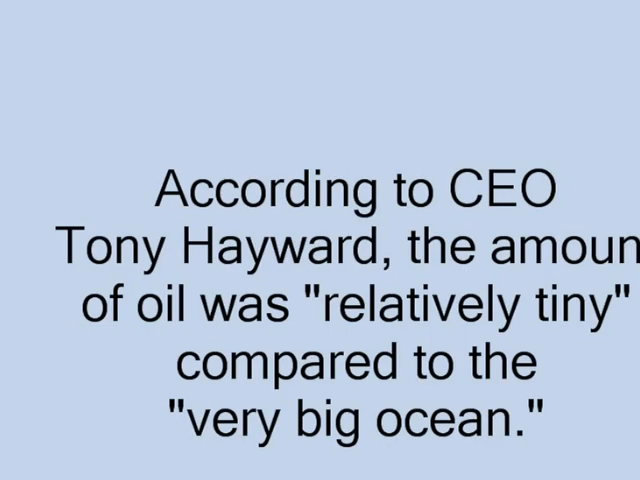 According to CEO
Tony Hayward, the amoun
of oil was "relatively tiny"
compared to the
"very big ocean."